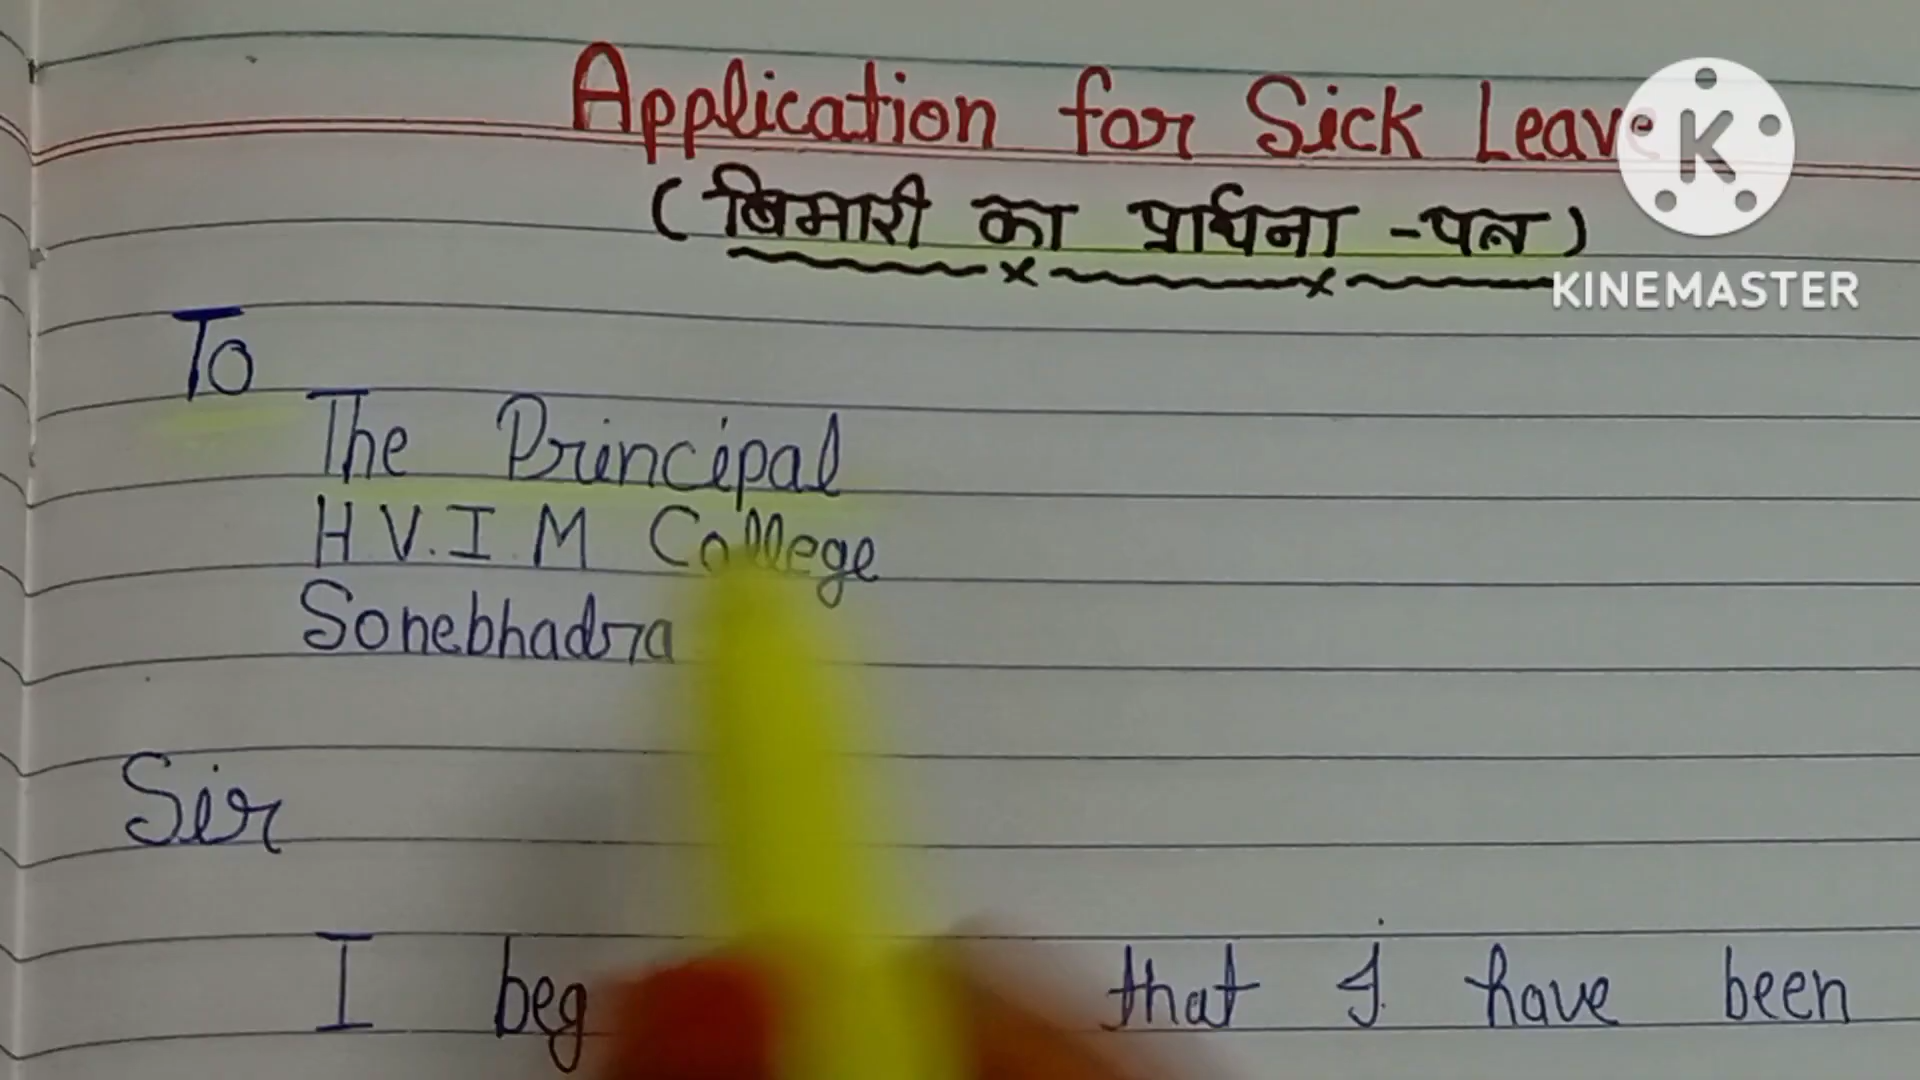 Application for Sick Leave
(बिमारी का प्रार्थना-पत्र)
KINEMASTER
To
The Principal
H.V.I.M College
Sonebhadra
Sir
I beg that I have been